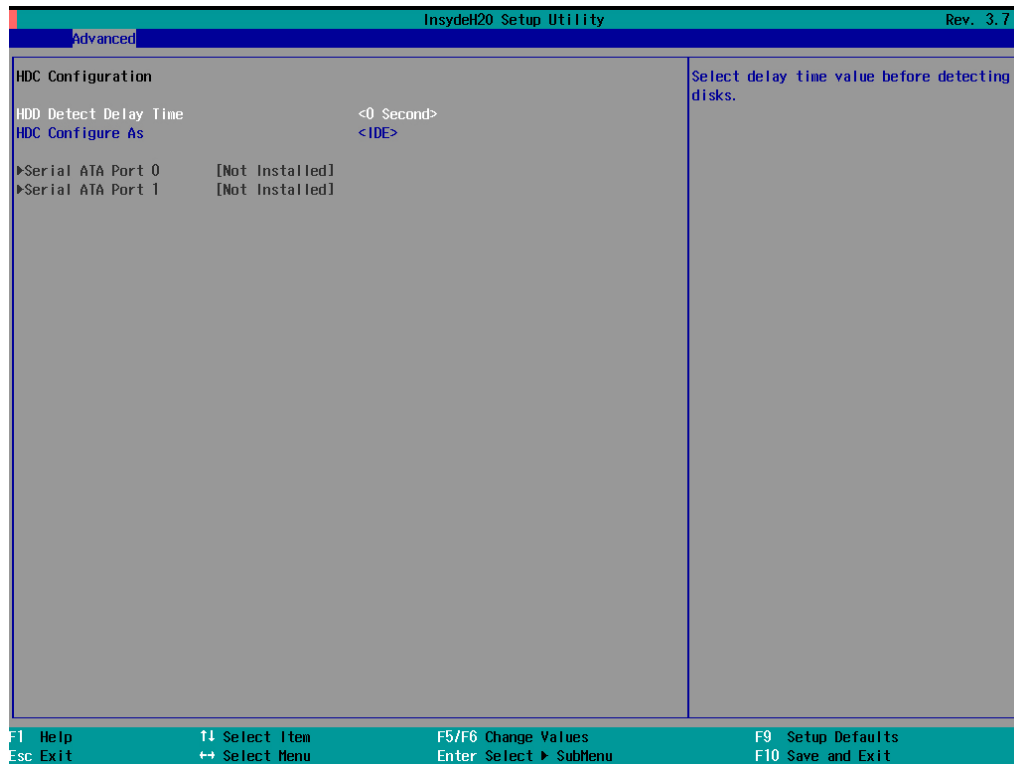 InsydeH20 Setup Utility Rev. 3.7
Advanced
HDC Configuration
HDD Detect Delay Time <0 Second>
HDC Configure As <IDE>
▶Serial ATA Port 0 [Not Installed]
▶Serial ATA Port 1 [Not Installed]
Select delay time value before detecting
disks.
F1 Help ↑↓ Select Item F5/F6 Change Values F9 Setup Defaults
Esc Exit ↔ Select Menu Enter Select ▶ SubMenu F10 Save and Exit